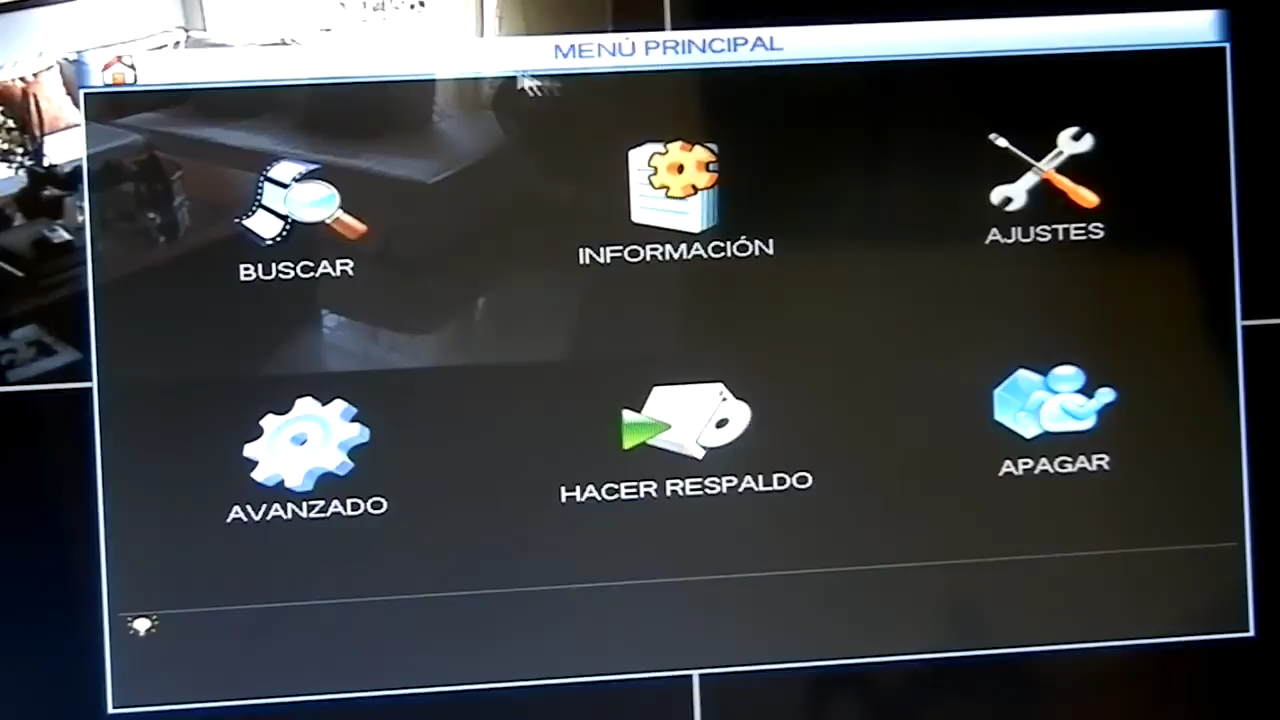 MENÚ PRINCIPAL
BUSCAR
INFORMACIÓN
AJUSTES
AVANZADO
HACER RESPALDO
APAGAR